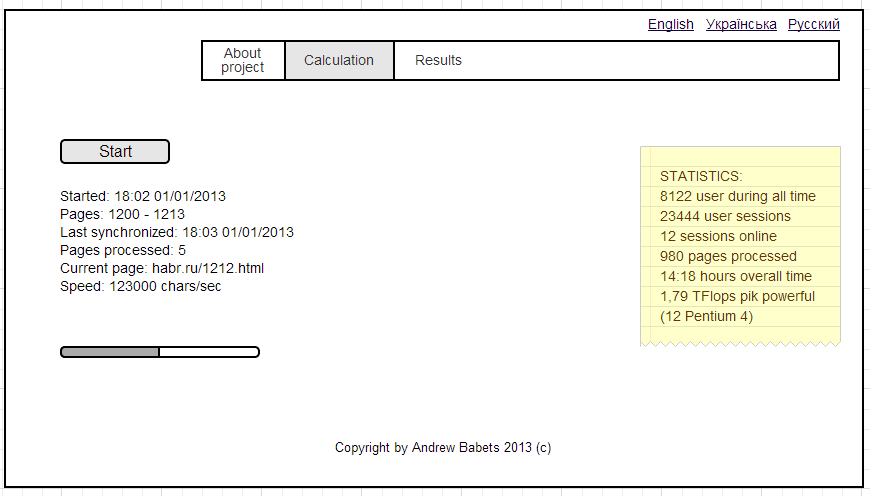 English Українська Русский
About
project
Calculation
Results
Start
Started: 18:02 01/01/2013
Pages: 1200 - 1213
Last synchronized: 18:03 01/01/2013
Pages processed: 5
Current page: habr.ru/1212.html
Speed: 123000 chars/sec
STATISTICS:
8122 user during all time
23444 user sessions
12 sessions online
980 pages processed
14:18 hours overall time
1,79 TFlops pik powerful
(12 Pentium 4)
Copyright by Andrew Babets 2013 (c)